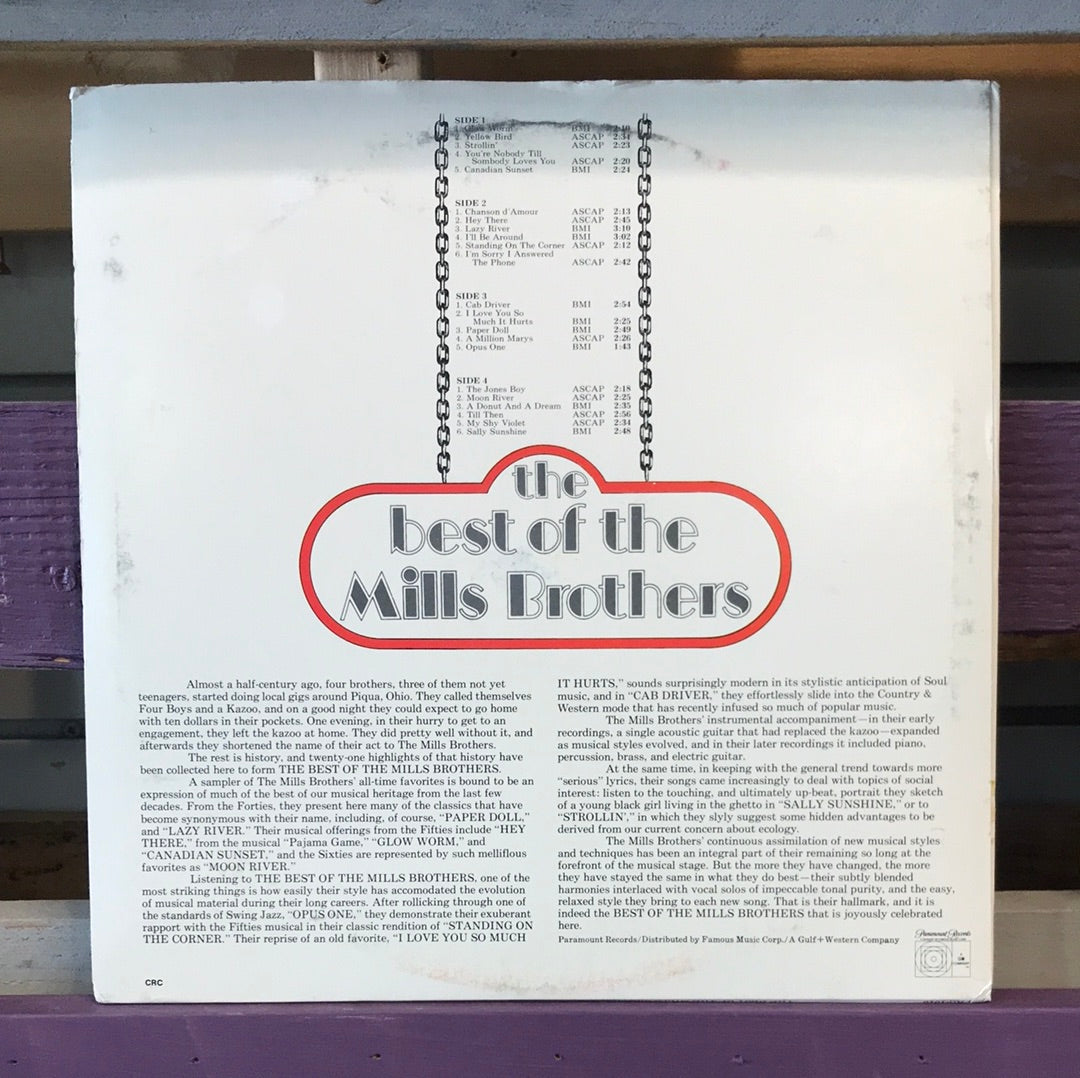 SIDE 1
1. Glow Worm BMI 2:10
2. Yellow Bird ASCAP 2:34
3. Strollin' ASCAP 2:23
4. You're Nobody Till
Sombody Loves You ASCAP 2:20
5. Canadian Sunset BMI 2:24
SIDE 2
1. Chanson d'Amour ASCAP 2:13
2. Hey There ASCAP 2:45
3. Lazy River BMI 3:10
4. I'll Be Around BMI 3:02
5. Standing On The Corner ASCAP 2:12
6. I'm Sorry I Answered
The Phone ASCAP 2:42
SIDE 3
1. Cab Driver BMI 2:54
2. I Love You So
Much It Hurts BMI 2:25
3. Paper Doll BMI 2:49
4. A Million Marys ASCAP 2:26
5. Opus One BMI 1:43
SIDE 4
1. The Jones Boy ASCAP 2:18
2. Moon River ASCAP 2:25
3. A Donut And A Dream BMI 2:35
4. Till Then ASCAP 2:56
5. My Shy Violet ASCAP 2:34
6. Sally Sunshine BMI 2:48
the
best of the
Mills Brothers
Almost a half-century ago, four brothers, three of them not yet
teenagers, started doing local gigs around Piqua, Ohio. They called themselves
Four Boys and a Kazoo, and on a good night they could expect to go home
with ten dollars in their pockets. One evening, in their hurry to get to an
engagement, they left the kazoo at home. They did pretty well without it, and
afterwards they shortened the name of their act to The Mills Brothers.
The rest is history, and twenty-one highlights of that history have
been collected here to form THE BEST OF THE MILLS BROTHERS.
A sampler of The Mills Brothers' all-time favorites is bound to be an
expression of much of the best of our musical heritage from the last few
decades. From the Forties, they present here many of the classics that have
become synonymous with their name, including, of course, "PAPER DOLL,"
and "LAZY RIVER." Their musical offerings from the Fifties include "HEY
THERE," from the musical "Pajama Game," "GLOW WORM," and
"CANADIAN SUNSET," and the Sixties are represented by such melliflous
favorites as "MOON RIVER."
Listening to THE BEST OF THE MILLS BROTHERS, one of the
most striking things is how easily their style has accomodated the evolution
of musical material during their long careers. After rollicking through one of
the standards of Swing Jazz, "OPUS ONE," they demonstrate their exuberant
rapport with the Fifties musical in their classic rendition of "STANDING ON
THE CORNER." Their reprise of an old favorite, "I LOVE YOU SO MUCH
IT HURTS," sounds surprisingly modern in its stylistic anticipation of Soul
music, and in "CAB DRIVER," they effortlessly slide into the Country &
Western mode that has recently infused so much of popular music.
The Mills Brothers' instrumental accompaniment—in their early
recordings, a single acoustic guitar that had replaced the kazoo—expanded
as musical styles evolved, and in their later recordings it included piano,
percussion, brass, and electric guitar.
At the same time, in keeping with the general trend towards more
"serious" lyrics, their songs came increasingly to deal with topics of social
interest: listen to the touching, and ultimately up-beat, portrait they sketch
of a young black girl living in the ghetto in "SALLY SUNSHINE," or to
"STROLLIN'," in which they slyly suggest some hidden advantages to be
derived from our current concern about ecology.
The Mills Brothers' continuous assimilation of new musical styles
and techniques has been an integral part of their remaining so long at the
forefront of the musical stage. But the more they have changed, the more
they have stayed the same in what they do best—their subtly blended
harmonies interlaced with vocal solos of impeccable tonal purity, and the easy,
relaxed style they bring to each new song. That is their hallmark, and it is
indeed the BEST OF THE MILLS BROTHERS that is joyously celebrated
here.
Paramount Records/Distributed by Famous Music Corp./A Gulf+Western Company
Paramount Records
CRC